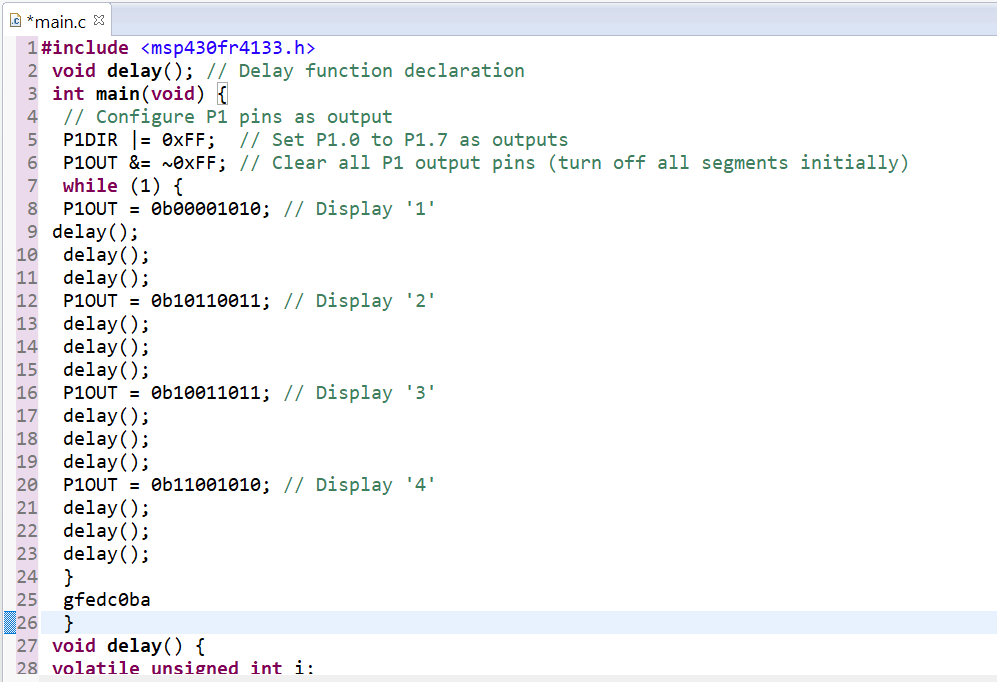 *main.c
1 #include <msp430fr4133.h>
2 void delay(); // Delay function declaration
3 int main(void) {
4 // Configure P1 pins as output
5 P1DIR |= 0xFF;  // Set P1.0 to P1.7 as outputs
6 P1OUT &= ~0xFF; // Clear all P1 output pins (turn off all segments initially)
7 while (1) {
8 P1OUT = 0b00001010; // Display '1'
9 delay();
10 delay();
11 delay();
12 P1OUT = 0b10110011; // Display '2'
13 delay();
14 delay();
15 delay();
16 P1OUT = 0b10011011; // Display '3'
17 delay();
18 delay();
19 delay();
20 P1OUT = 0b11001010; // Display '4'
21 delay();
22 delay();
23 delay();
24 }
25 gfedc0ba
26 }
27 void delay() {
28 volatile unsigned int i;